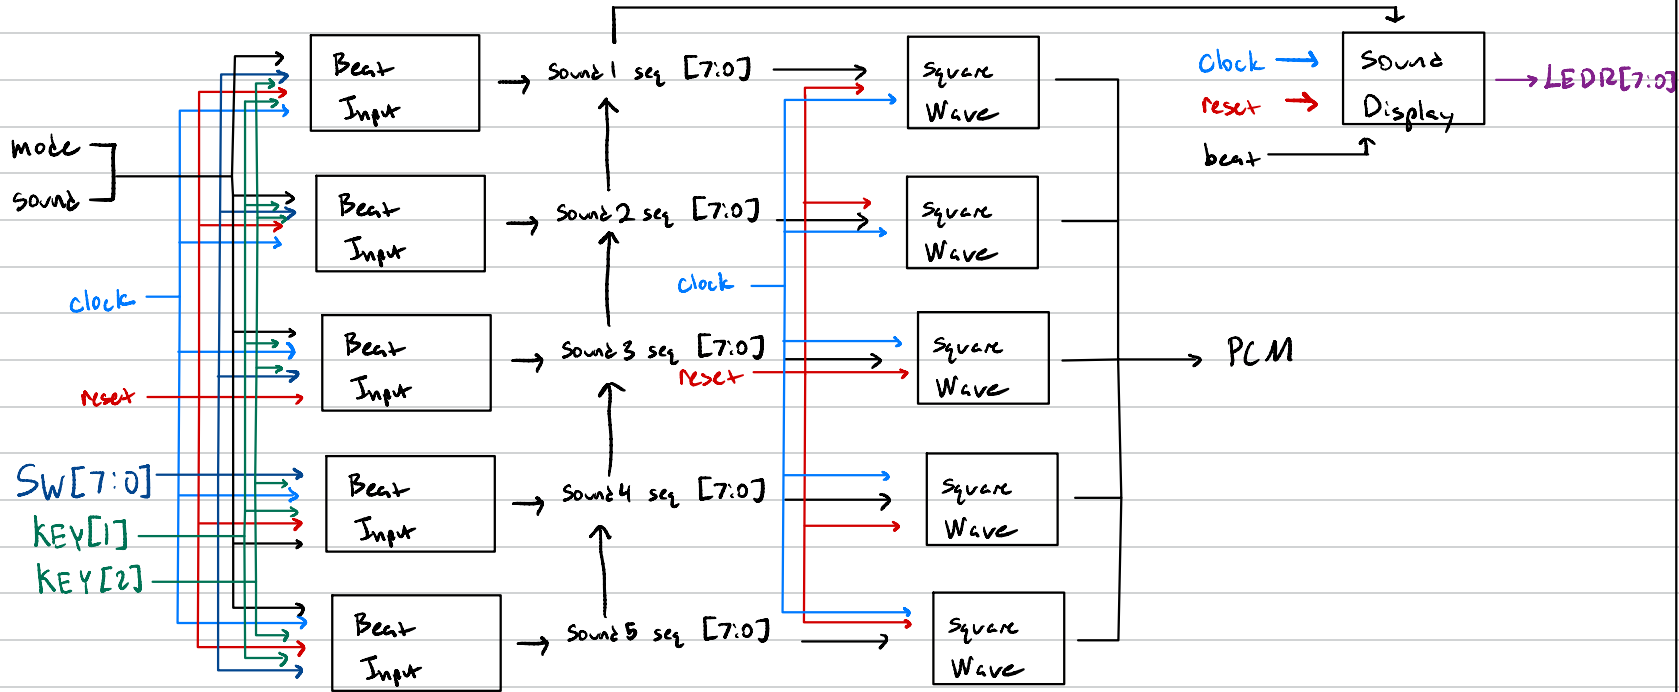 Beat
Input
Sound 1 seq [7:0]
Square
Wave
Clock
reset
beat
Sound
Display
LEDR[7:0]
mode
sound
Beat
Input
Sound 2 seq [7:0]
Square
Wave
clock
clock
Beat
Input
Sound 3 seq [7:0]
Square
Wave
PCM
reset
reset
SW[7:0]
KEY[1]
KEY[2]
Beat
Input
Sound 4 seq [7:0]
Square
Wave
Beat
Input
Sound 5 seq [7:0]
Square
Wave